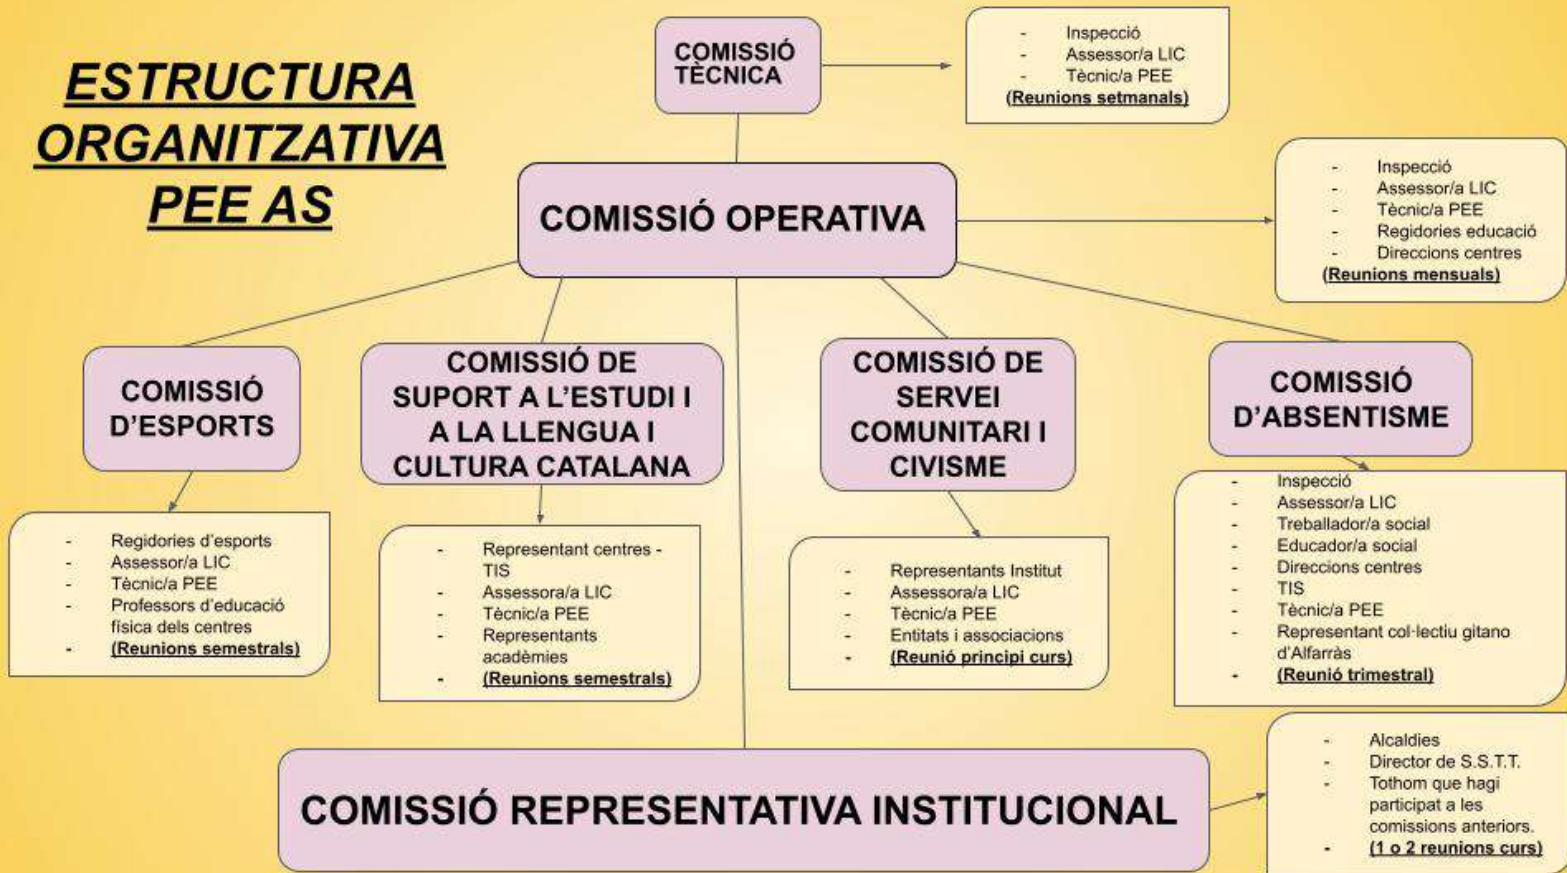 ESTRUCTURA
ORGANITZATIVA
PEE AS
COMISSIÓ
TÈCNICA
- Inspecció
- Assessor/a LIC
- Tècnic/a PEE
(Reunions setmanals)
COMISSIÓ OPERATIVA
- Inspecció
- Assessor/a LIC
- Tècnic/a PEE
- Regidories educació
- Direccions centres
(Reunions mensuals)
COMISSIÓ
D'ESPORTS
- Regidories d'esports
- Assessor/a LIC
- Tècnic/a PEE
- Professors d'educació
física dels centres
- (Reunions semestrals)
COMISSIÓ DE
SUPORT A L'ESTUDI I
A LA LLENGUA I
CULTURA CATALANA
- Representant centres -
TIS
- Assessora/a LIC
- Tècnic/a PEE
- Representants
acadèmies
- (Reunions semestrals)
COMISSIÓ DE
SERVEI
COMUNITARI I
CIVISME
- Representants Institut
- Assessora/a LIC
- Tècnic/a PEE
- Entitats i associacions
- (Reunió principi curs)
COMISSIÓ
D'ABSENTISME
- Inspecció
- Assessor/a LIC
- Treballador/a social
- Educador/a social
- Direccions centres
- TIS
- Tècnic/a PEE
- Representant col·lectiu gitano
d'Alfarràs
- (Reunió trimestral)
COMISSIÓ REPRESENTATIVA INSTITUCIONAL
- Alcaldies
- Director de S.S.T.T.
- Tothom que hagi
participat a les
comissions anteriors.
- (1 o 2 reunions curs)